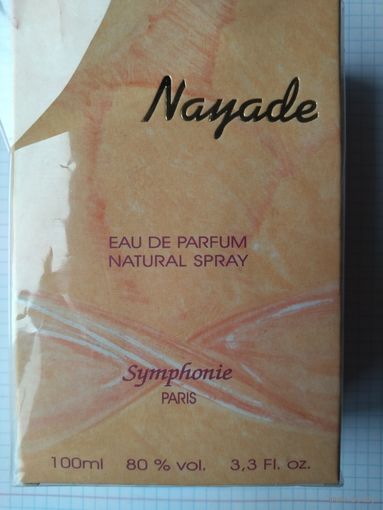 Nayade
EAU DE PARFUM
NATURAL SPRAY
Symphonie
PARIS
100ml 80 % vol. 3,3 Fl. oz.